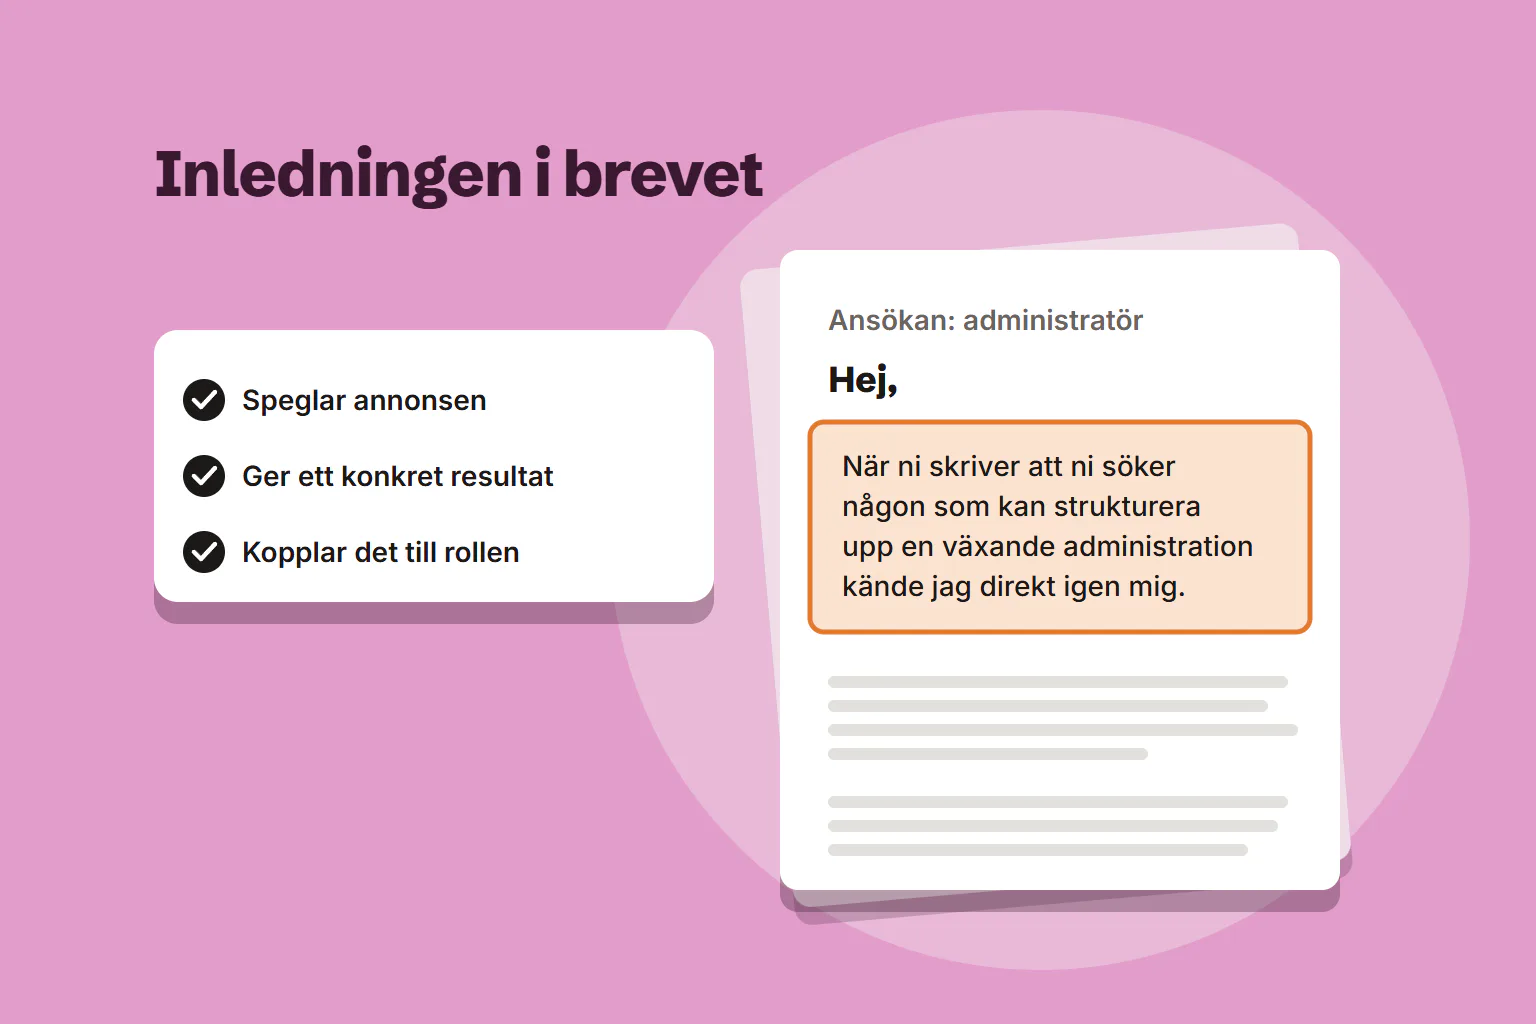 Inledningen i brevet
Speglar annonsen
Ger ett konkret resultat
Kopplar det till rollen
Ansökan: administratör
Hej,
När ni skriver att ni söker
någon som kan strukturera
upp en växande administration
kände jag direkt igen mig.